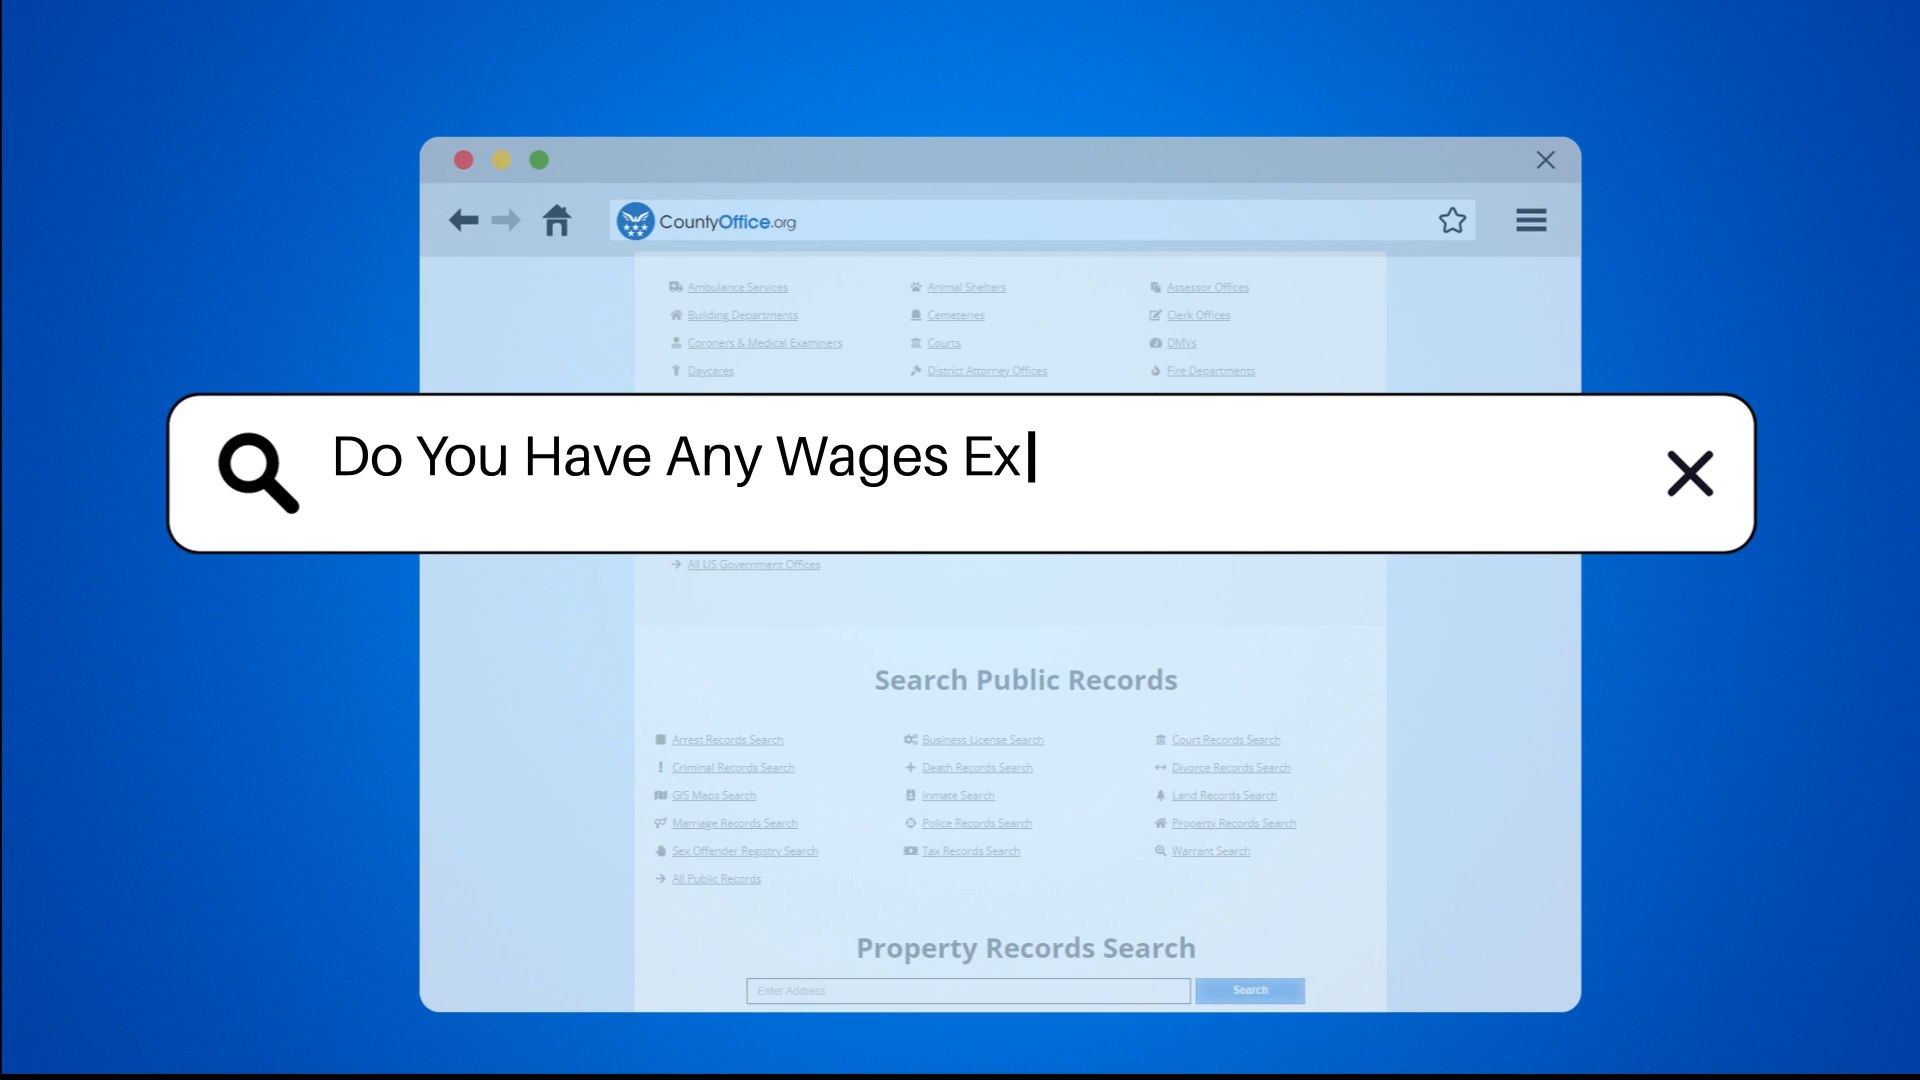 CountyOffice.org
Ambulance Services Animal Shelters Assessor Offices
Building Departments Cemeteries Clerk Offices
Coroners & Medical Examiners Courts DMVs
Daycares District Attorney Offices Fire Departments
Do You Have Any Wages Ex
All US Government Offices
Search Public Records
Arrest Records Search Business License Search Court Records Search
Criminal Records Search Death Records Search Divorce Records Search
GIS Maps Search Inmate Search Land Records Search
Marriage Records Search Police Records Search Property Records Search
Sex Offender Registry Search Tax Records Search Warrant Search
All Public Records
Property Records Search
Enter Address Search